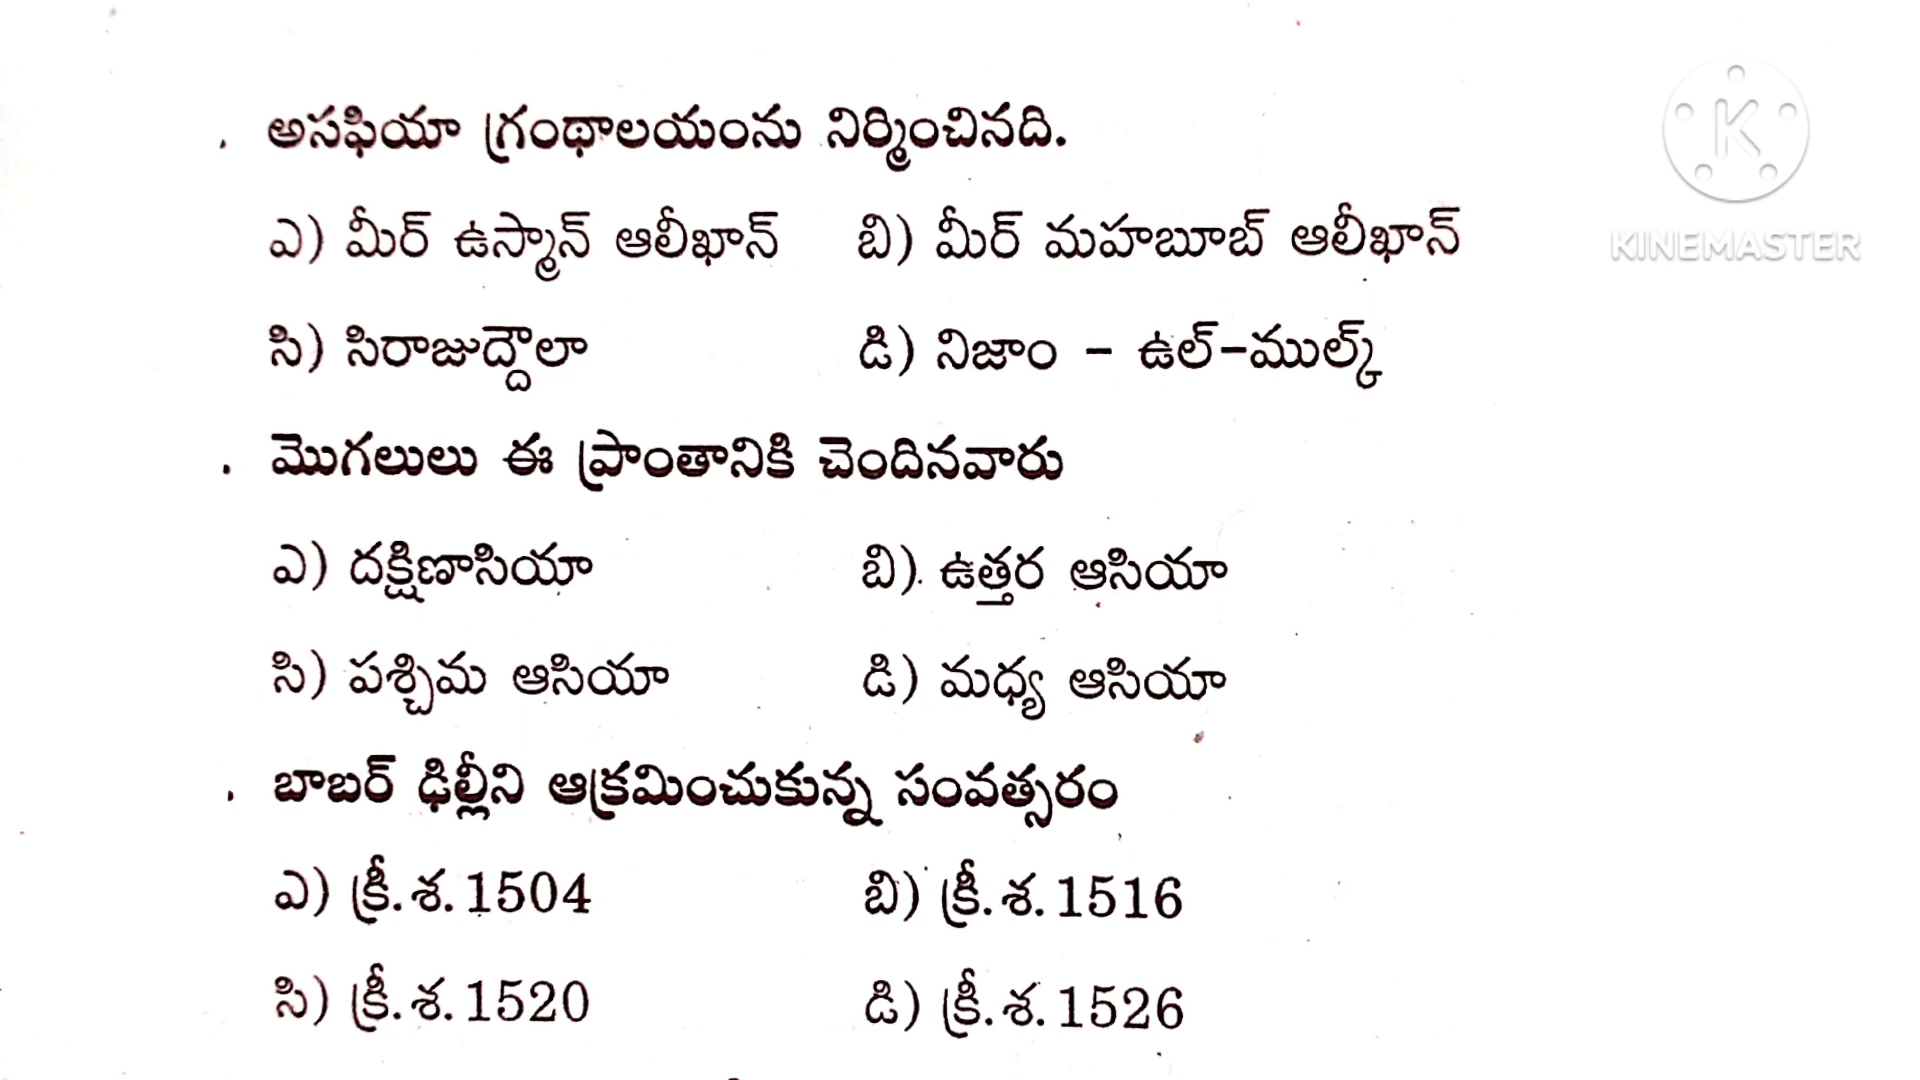 . అసఫియా గ్రంథాలయంను నిర్మించినది.
ఎ) మీర్ ఉస్మాన్ ఆలీఖాన్ బి) మీర్ మహబూబ్ ఆలీఖాన్
సి) సిరాజుద్దౌలా డి) నిజాం - ఉల్-ముల్క్
. మొగలులు ఈ ప్రాంతానికి చెందినవారు
ఎ) దక్షిణాసియా బి). ఉత్తర ఆసియా
సి) పశ్చిమ ఆసియా డి) మధ్య ఆసియా
. బాబర్ ఢిల్లీని ఆక్రమించుకున్న సంవత్సరం
ఎ) క్రీ.శ.1504 బి) క్రీ.శ.1516
సి) క్రీ.శ.1520 డి) క్రీ.శ.1526
K
KINEMASTER